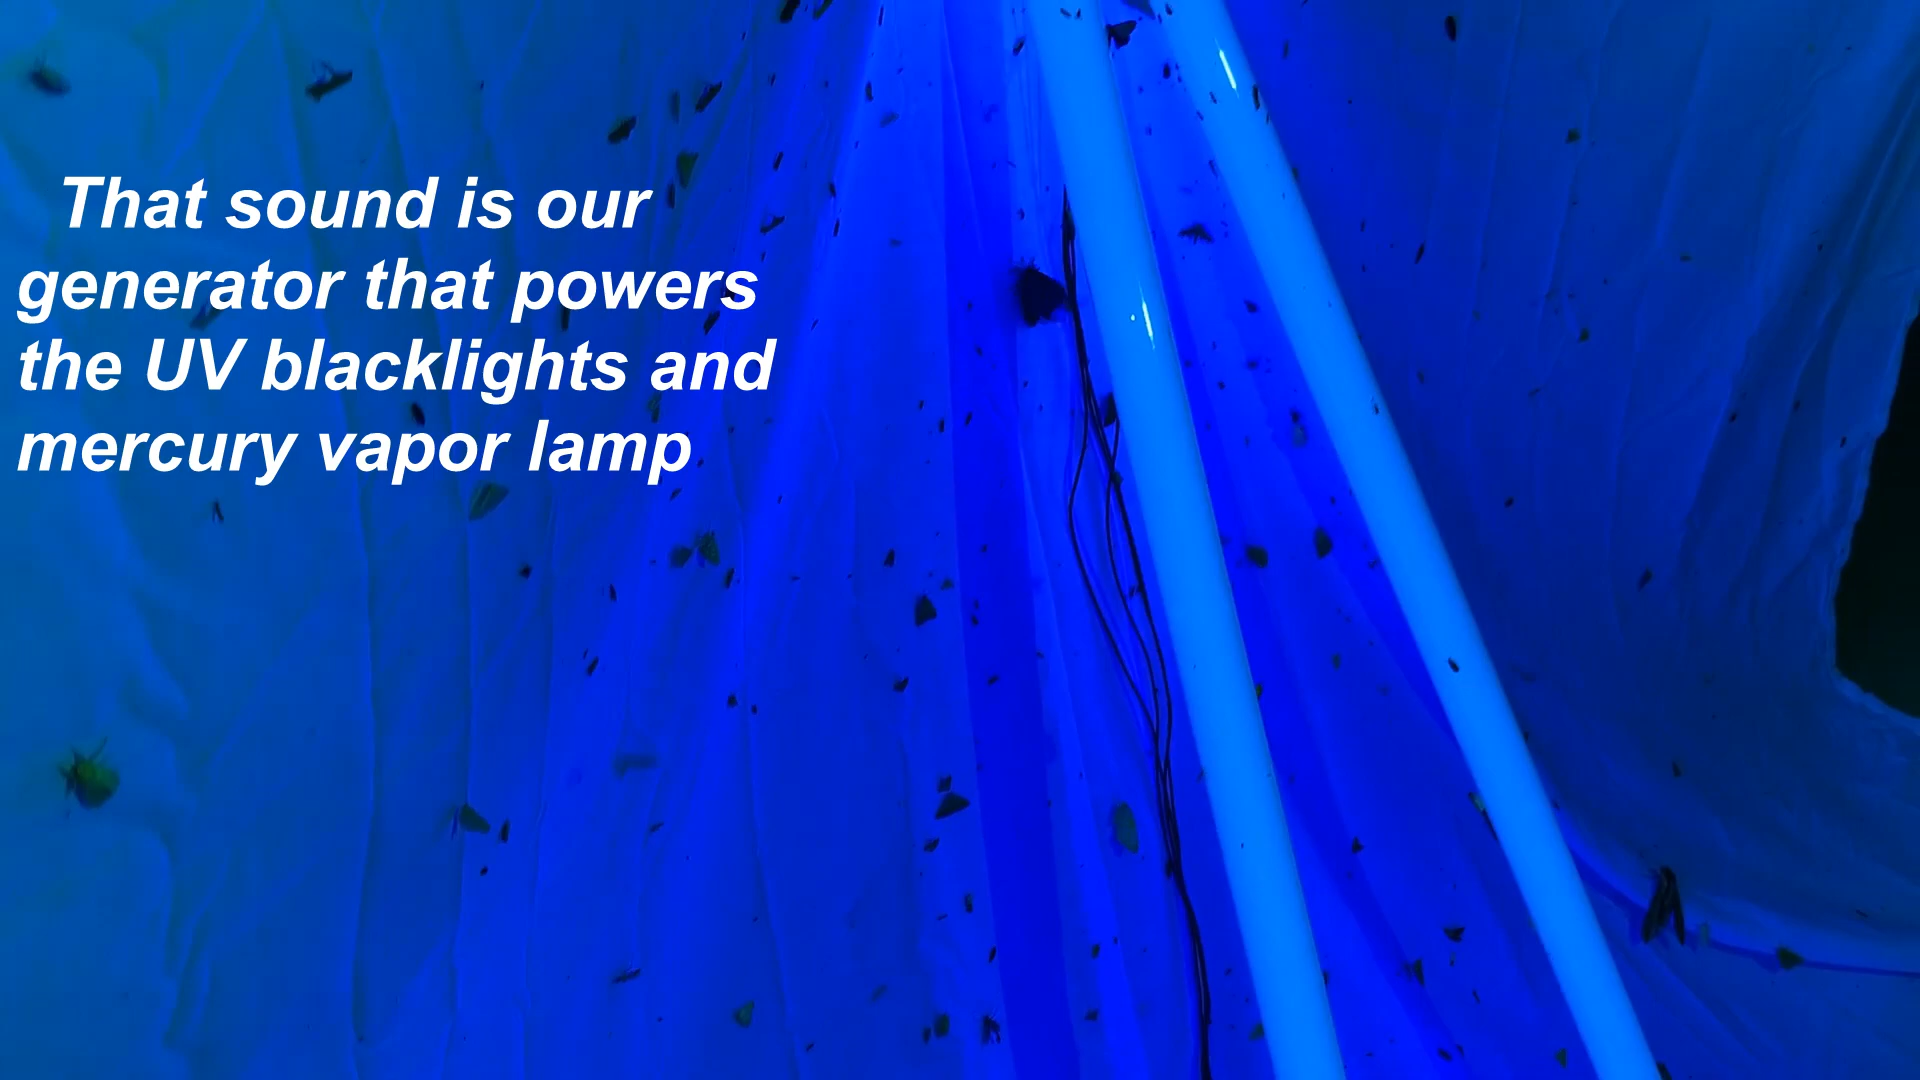 That sound is our
generator that powers
the UV blacklights and
mercury vapor lamp